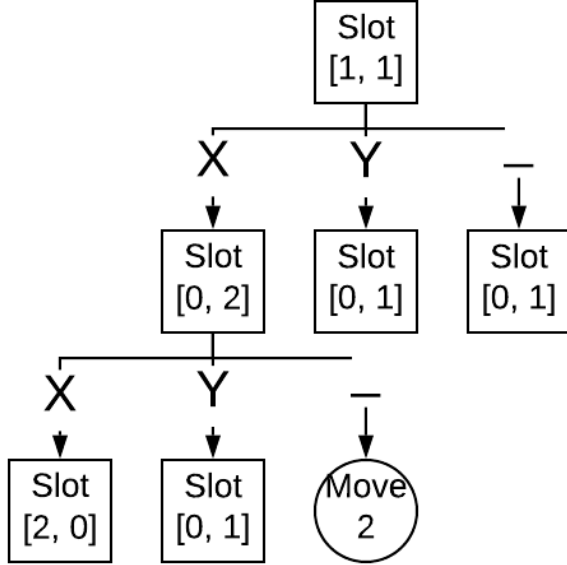 Slot
[1, 1]
X Y _
Slot Slot Slot
[0, 2] [0, 1] [0, 1]
X Y _
Slot Slot Move
[2, 0] [0, 1] 2